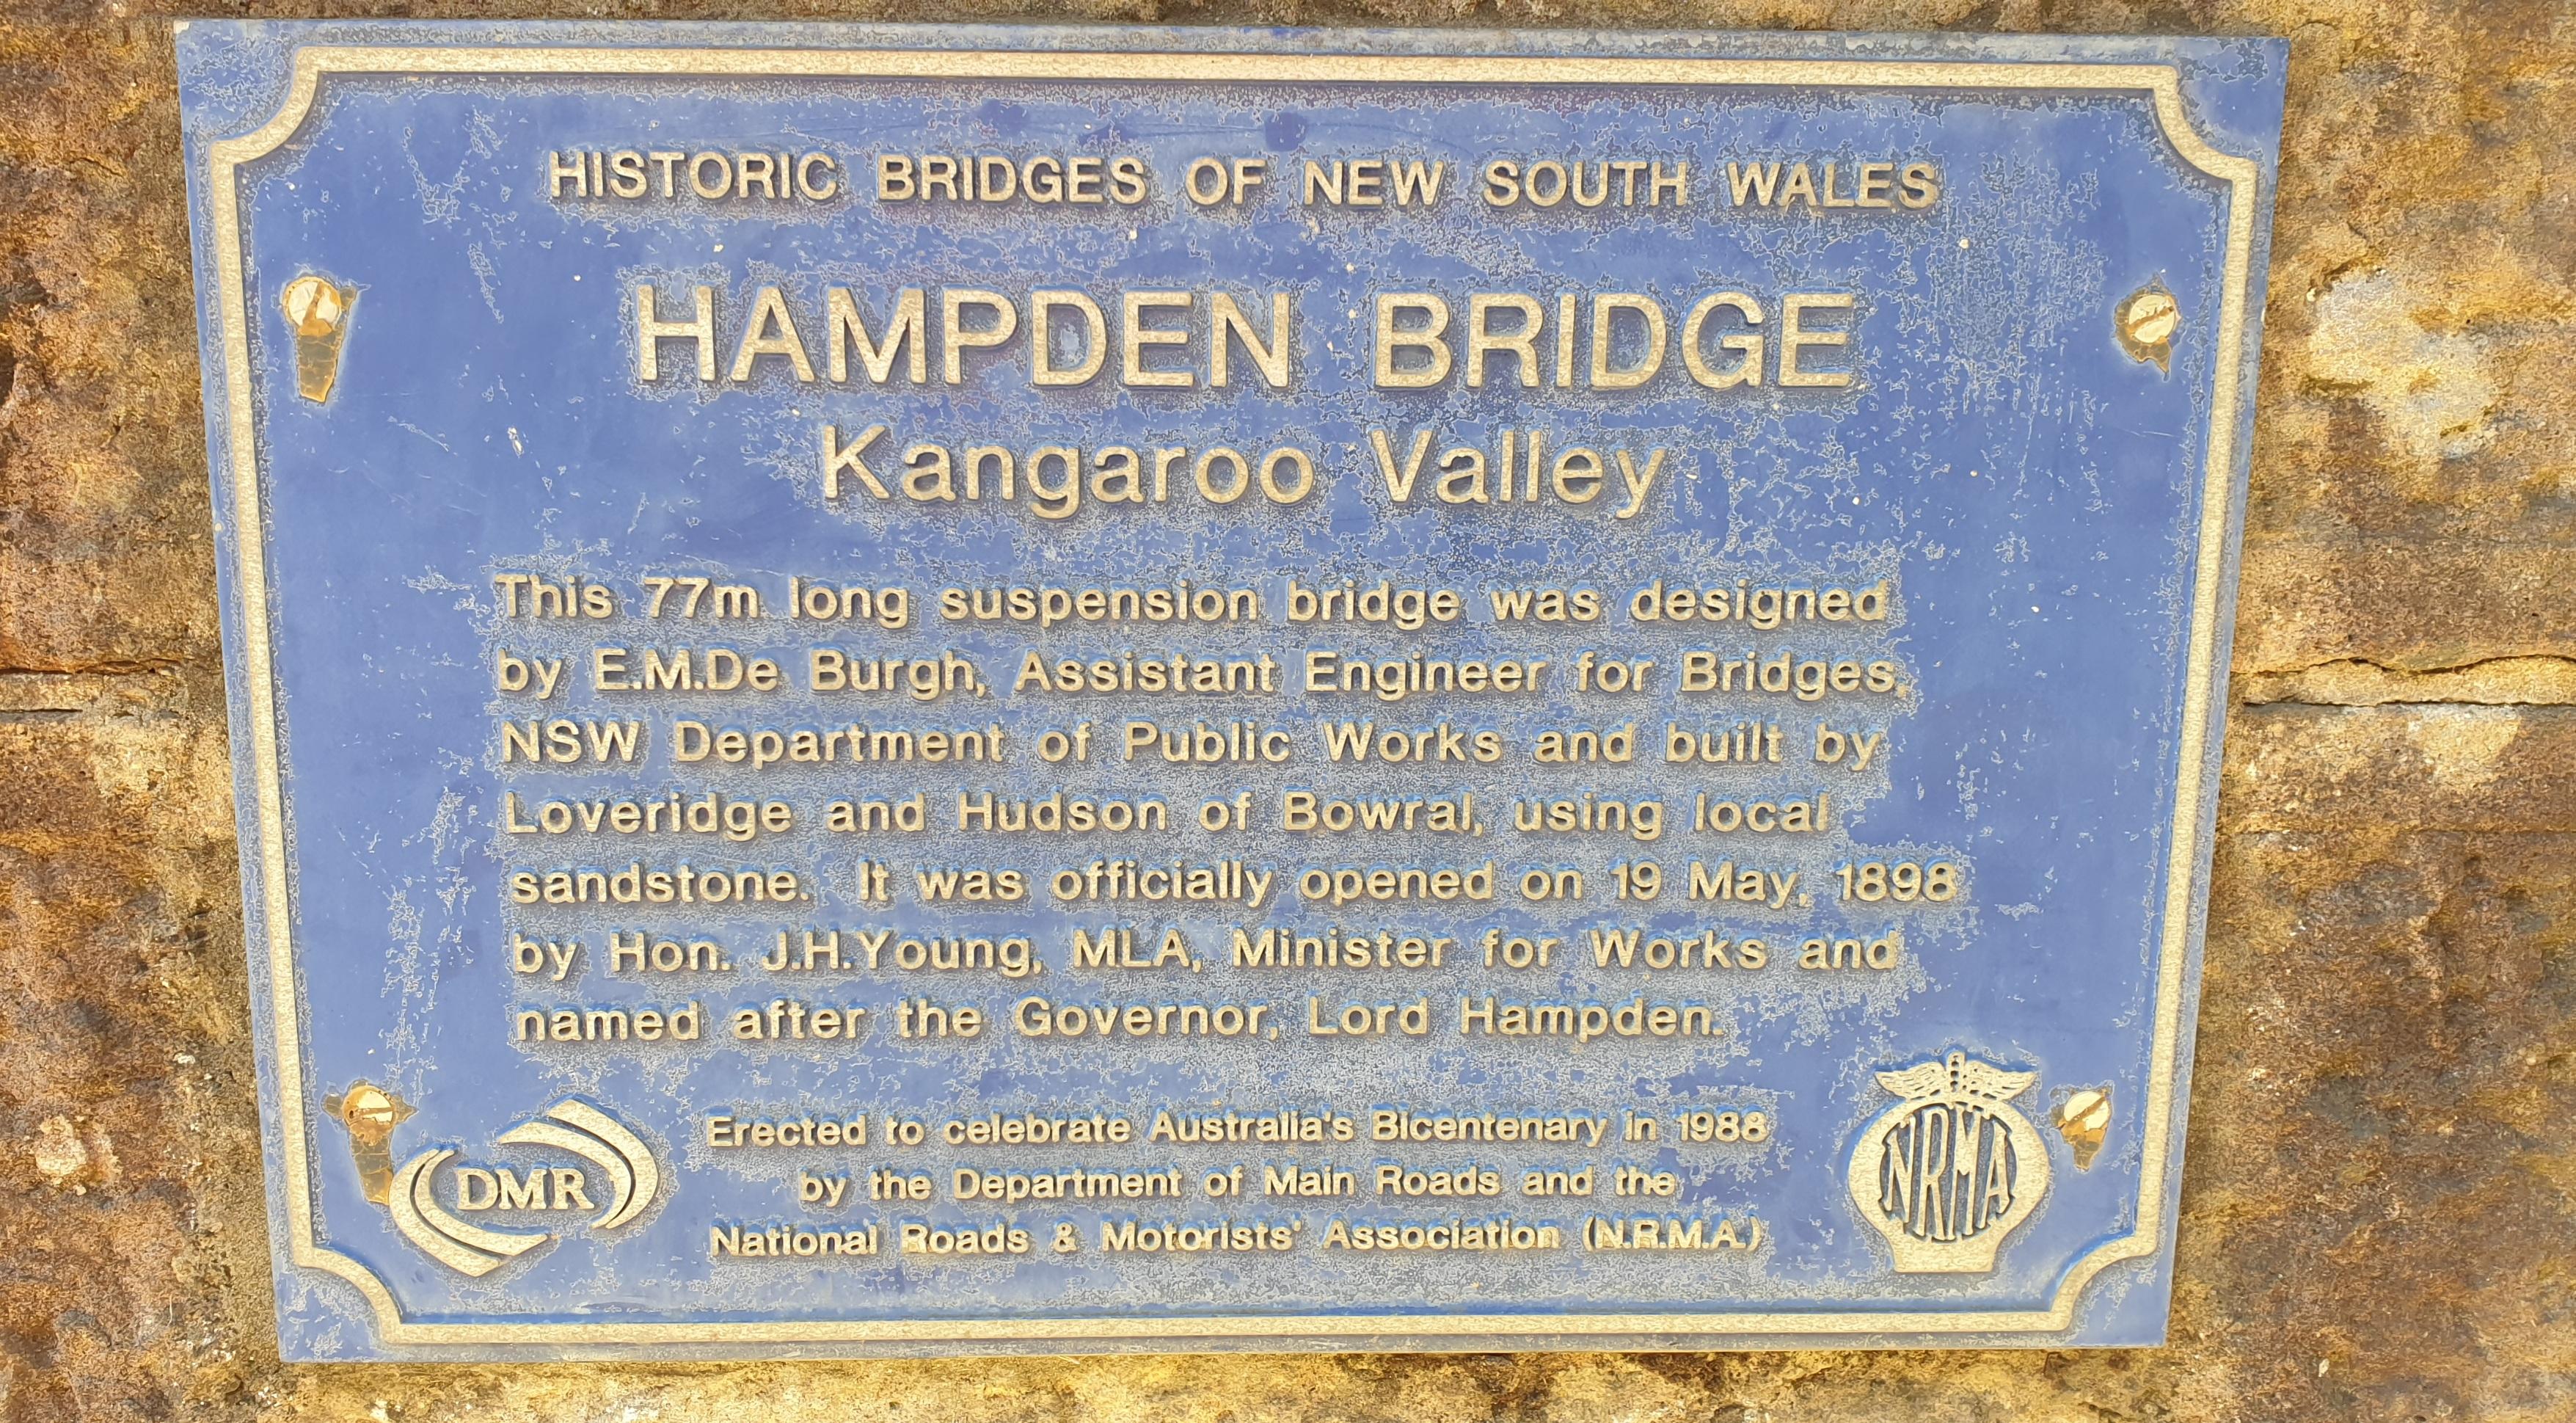 HISTORIC BRIDGES OF NEW SOUTH WALES
HAMPDEN BRIDGE
Kangaroo Valley
This 77m long suspension bridge was designed
by E.M.De Burgh, Assistant Engineer for Bridges,
NSW Department of Public Works and built by
Loveridge and Hudson of Bowral, using local
sandstone. It was officially opened on 19 May, 1898
by Hon. J.H.Young, MLA, Minister for Works and
named after the Governor, Lord Hampden.
Erected to celebrate Australia's Bicentenary in 1988
by the Department of Main Roads and the
National Roads & Motorists' Association (N.R.M.A.)
DMR
NRMA